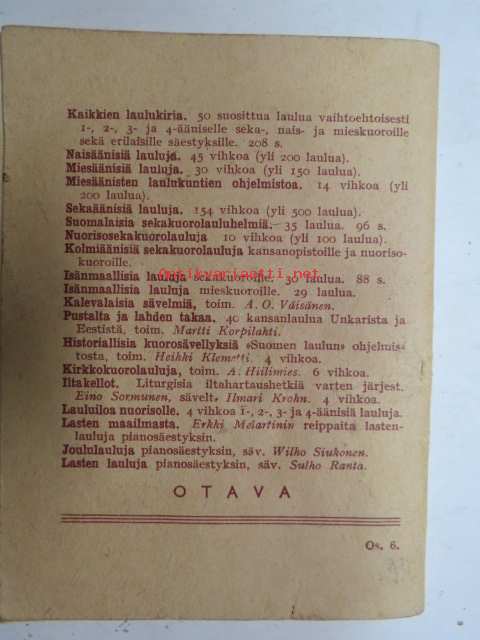 Kaikkien laulukirja. 50 suosittua laulua vaihtoehtoisesti
1-, 2-, 3- ja 4-ääniselle seka-, nais- ja mieskuoroille
sekä erilaisille säestyksille. 208 s.
Naisäänisiä lauluja. 45 vihkoa (yli 200 laulua).
Miesäänisiä lauluja. 30 vihkoa (yli 150 laulua).
Miesäänisten laulukuntien ohjelmistoa. 14 vihkoa (yli
200 laulua).
Sekaäänisiä lauluja. 154 vihkoa (yli 500 laulua).
Suomalaisia sekakuorolauluhelmiä. 35 laulua. 96 s.
Nuorisosekakuorolauluja 10 vihkoa (yli 100 laulua).
Kolmiäänisiä sekakuorolauluja kansanopistoille ja nuoriso-
kuoroille.
Isänmaallisia lauluja sekakuoroille. 30 laulua. 88 s.
antikvariaatti.net
Isänmaallisia lauluja mieskuoroille. 29 laulua.
Kalevalaisia sävelmiä, toim. A. O. Väisänen.
Pustalta ja lahden takaa. 40 kansanlaulua Unkarista ja
Eestistä, toim. Martti Korpilahti.
Historiallisia kuorosävellyksiä »Suomen laulun» ohjelmis-
tosta, toim. Heikki Klemetti. 4 vihkoa.
Kirkkokuorolauluja, toim. A. Hiilimies. 6 vihkoa.
Iltakellot. Liturgisia iltahartaushetkiä varten järjest.
Eino Sormunen, sävelt. Ilmari Krohn. 4 vihkoa.
Lauluiloa nuorisolle. 4 vihkoa 1-, 2-, 3- ja 4-äänisiä lauluja.
Lasten maailmasta. Erkki Melartinin reippaita lasten-
lauluja pianosäestyksin.
Joululauluja pianosäestyksin, säv. Wilho Siukonen.
Lasten lauluja pianosäestyksin, säv. Sulho Ranta.
OTAVA
O<sub>4</sub>. 6.